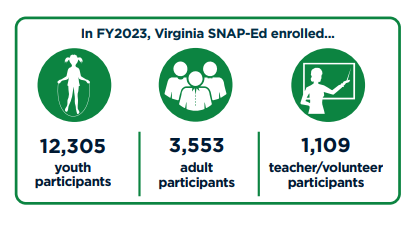 In FY2023, Virginia SNAP-Ed enrolled...
12,305
youth
participants
3,553
adult
participants
1,109
teacher/volunteer
participants